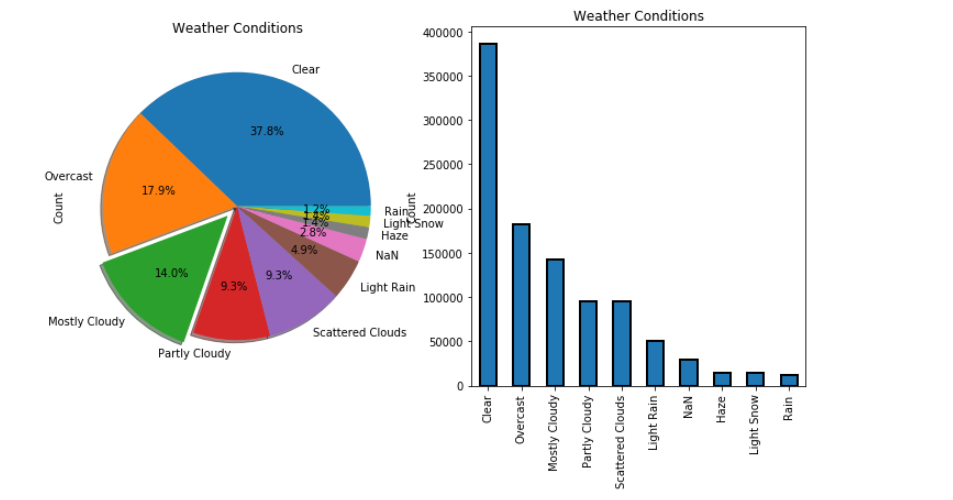 Weather Conditions
Clear
37.8%
Overcast
17.9%
Count
14.0%
Mostly Cloudy
9.3%
Partly Cloudy
9.3%
Scattered Clouds
4.9%
Light Rain
2.8%
NaN
1.4%
Haze
Light Snow
1.2%
Rain
Weather Conditions
Count
400000
350000
300000
250000
200000
150000
100000
50000
0
Clear
Overcast
Mostly Cloudy
Partly Cloudy
Scattered Clouds
Light Rain
NaN
Haze
Light Snow
Rain